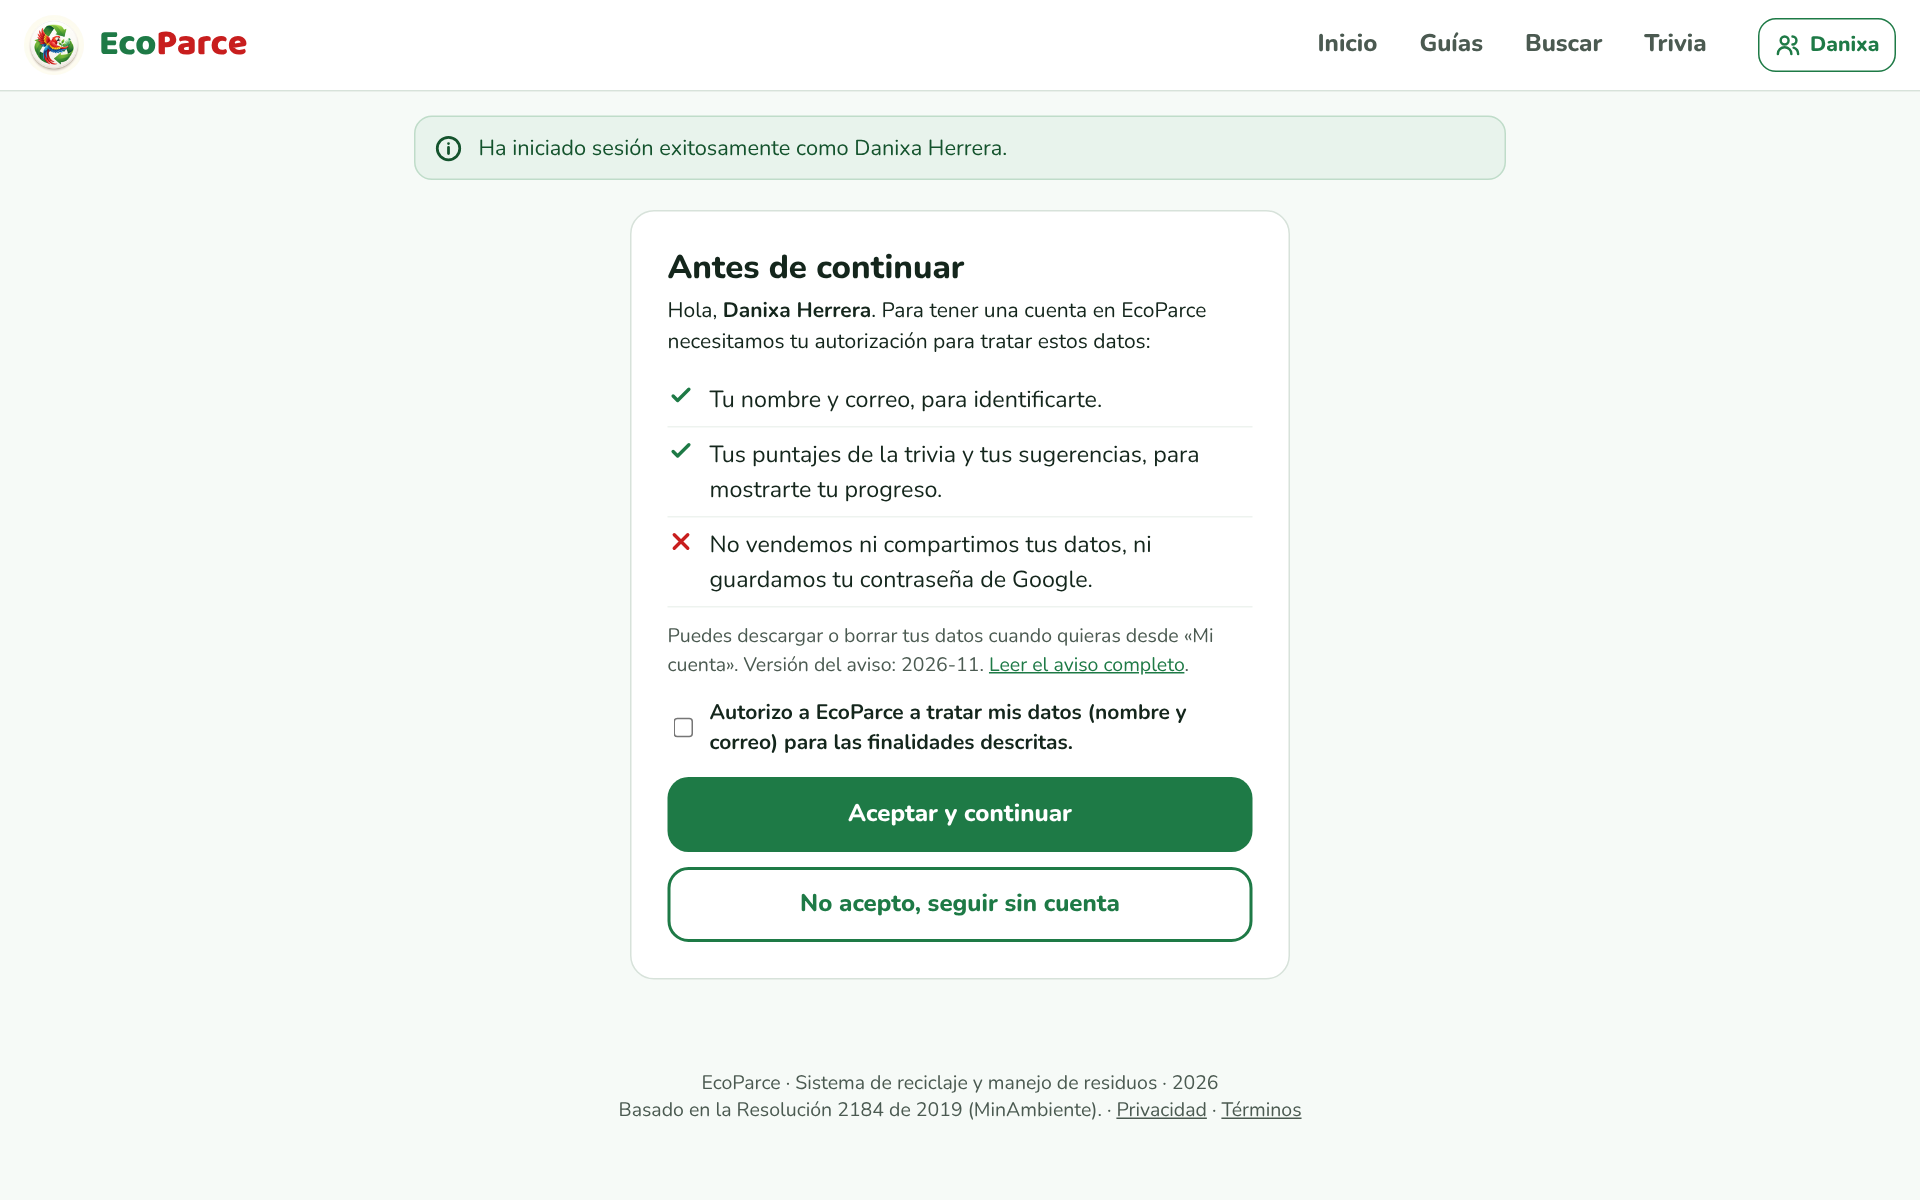 EcoParce
Inicio
Guías
Buscar
Trivia
Danixa
Ha iniciado sesión exitosamente como Danixa Herrera.
Antes de continuar
Hola, Danixa Herrera. Para tener una cuenta en EcoParce
necesitamos tu autorización para tratar estos datos:
Tu nombre y correo, para identificarte.
Tus puntajes de la trivia y tus sugerencias, para
mostrarte tu progreso.
No vendemos ni compartimos tus datos, ni
guardamos tu contraseña de Google.
Puedes descargar o borrar tus datos cuando quieras desde «Mi
cuenta». Versión del aviso: 2026-11. Leer el aviso completo.
Autorizo a EcoParce a tratar mis datos (nombre y
correo) para las finalidades descritas.
Aceptar y continuar
No acepto, seguir sin cuenta
EcoParce · Sistema de reciclaje y manejo de residuos · 2026
Basado en la Resolución 2184 de 2019 (MinAmbiente). · Privacidad · Términos